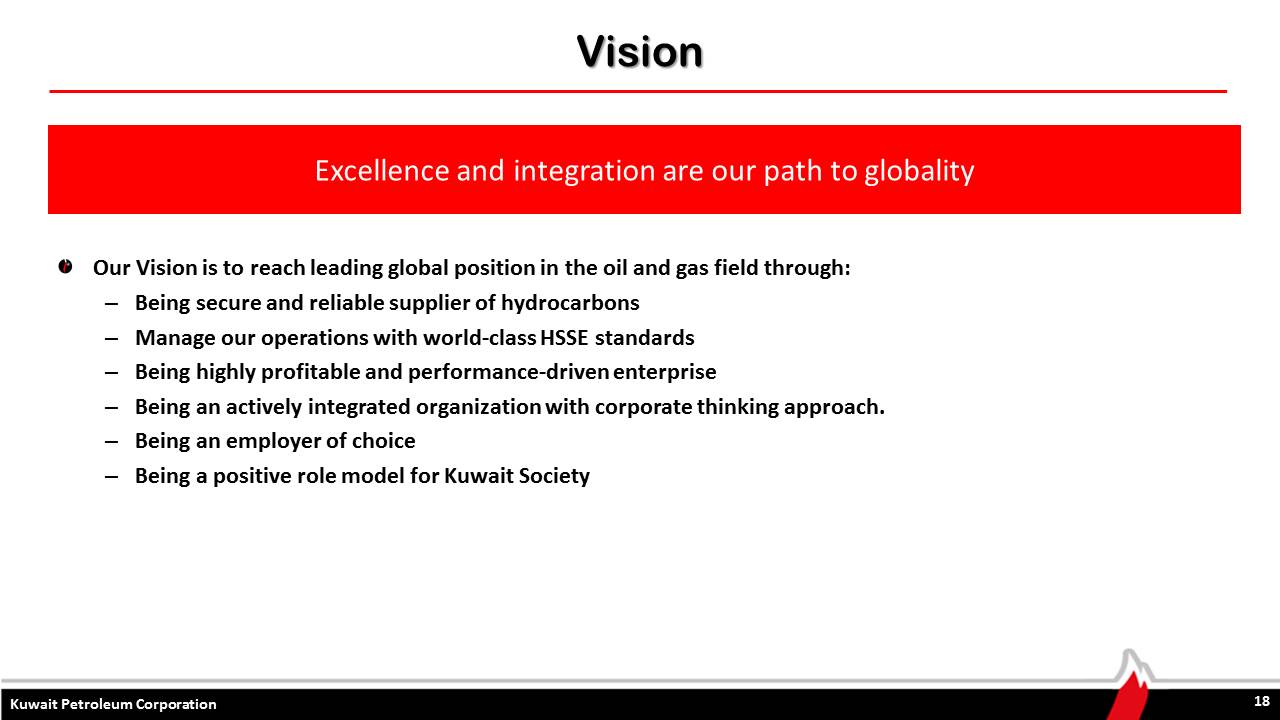 Vision
Excellence and integration are our path to globality
Our Vision is to reach leading global position in the oil and gas field through:
– Being secure and reliable supplier of hydrocarbons
– Manage our operations with world-class HSSE standards
– Being highly profitable and performance-driven enterprise
– Being an actively integrated organization with corporate thinking approach.
– Being an employer of choice
– Being a positive role model for Kuwait Society
Kuwait Petroleum Corporation
18